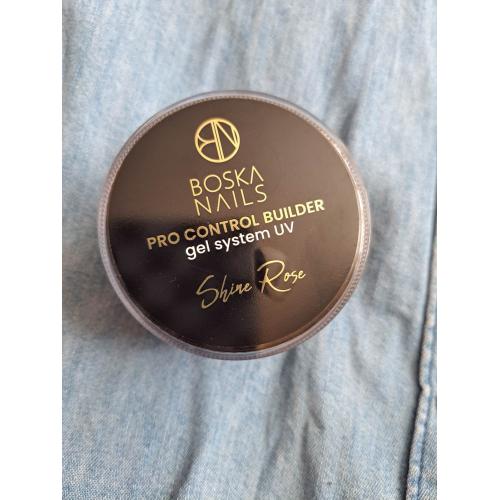 BN
BOSKA
NAILS
PRO CONTROL BUILDER
gel system UV
Shine Rose